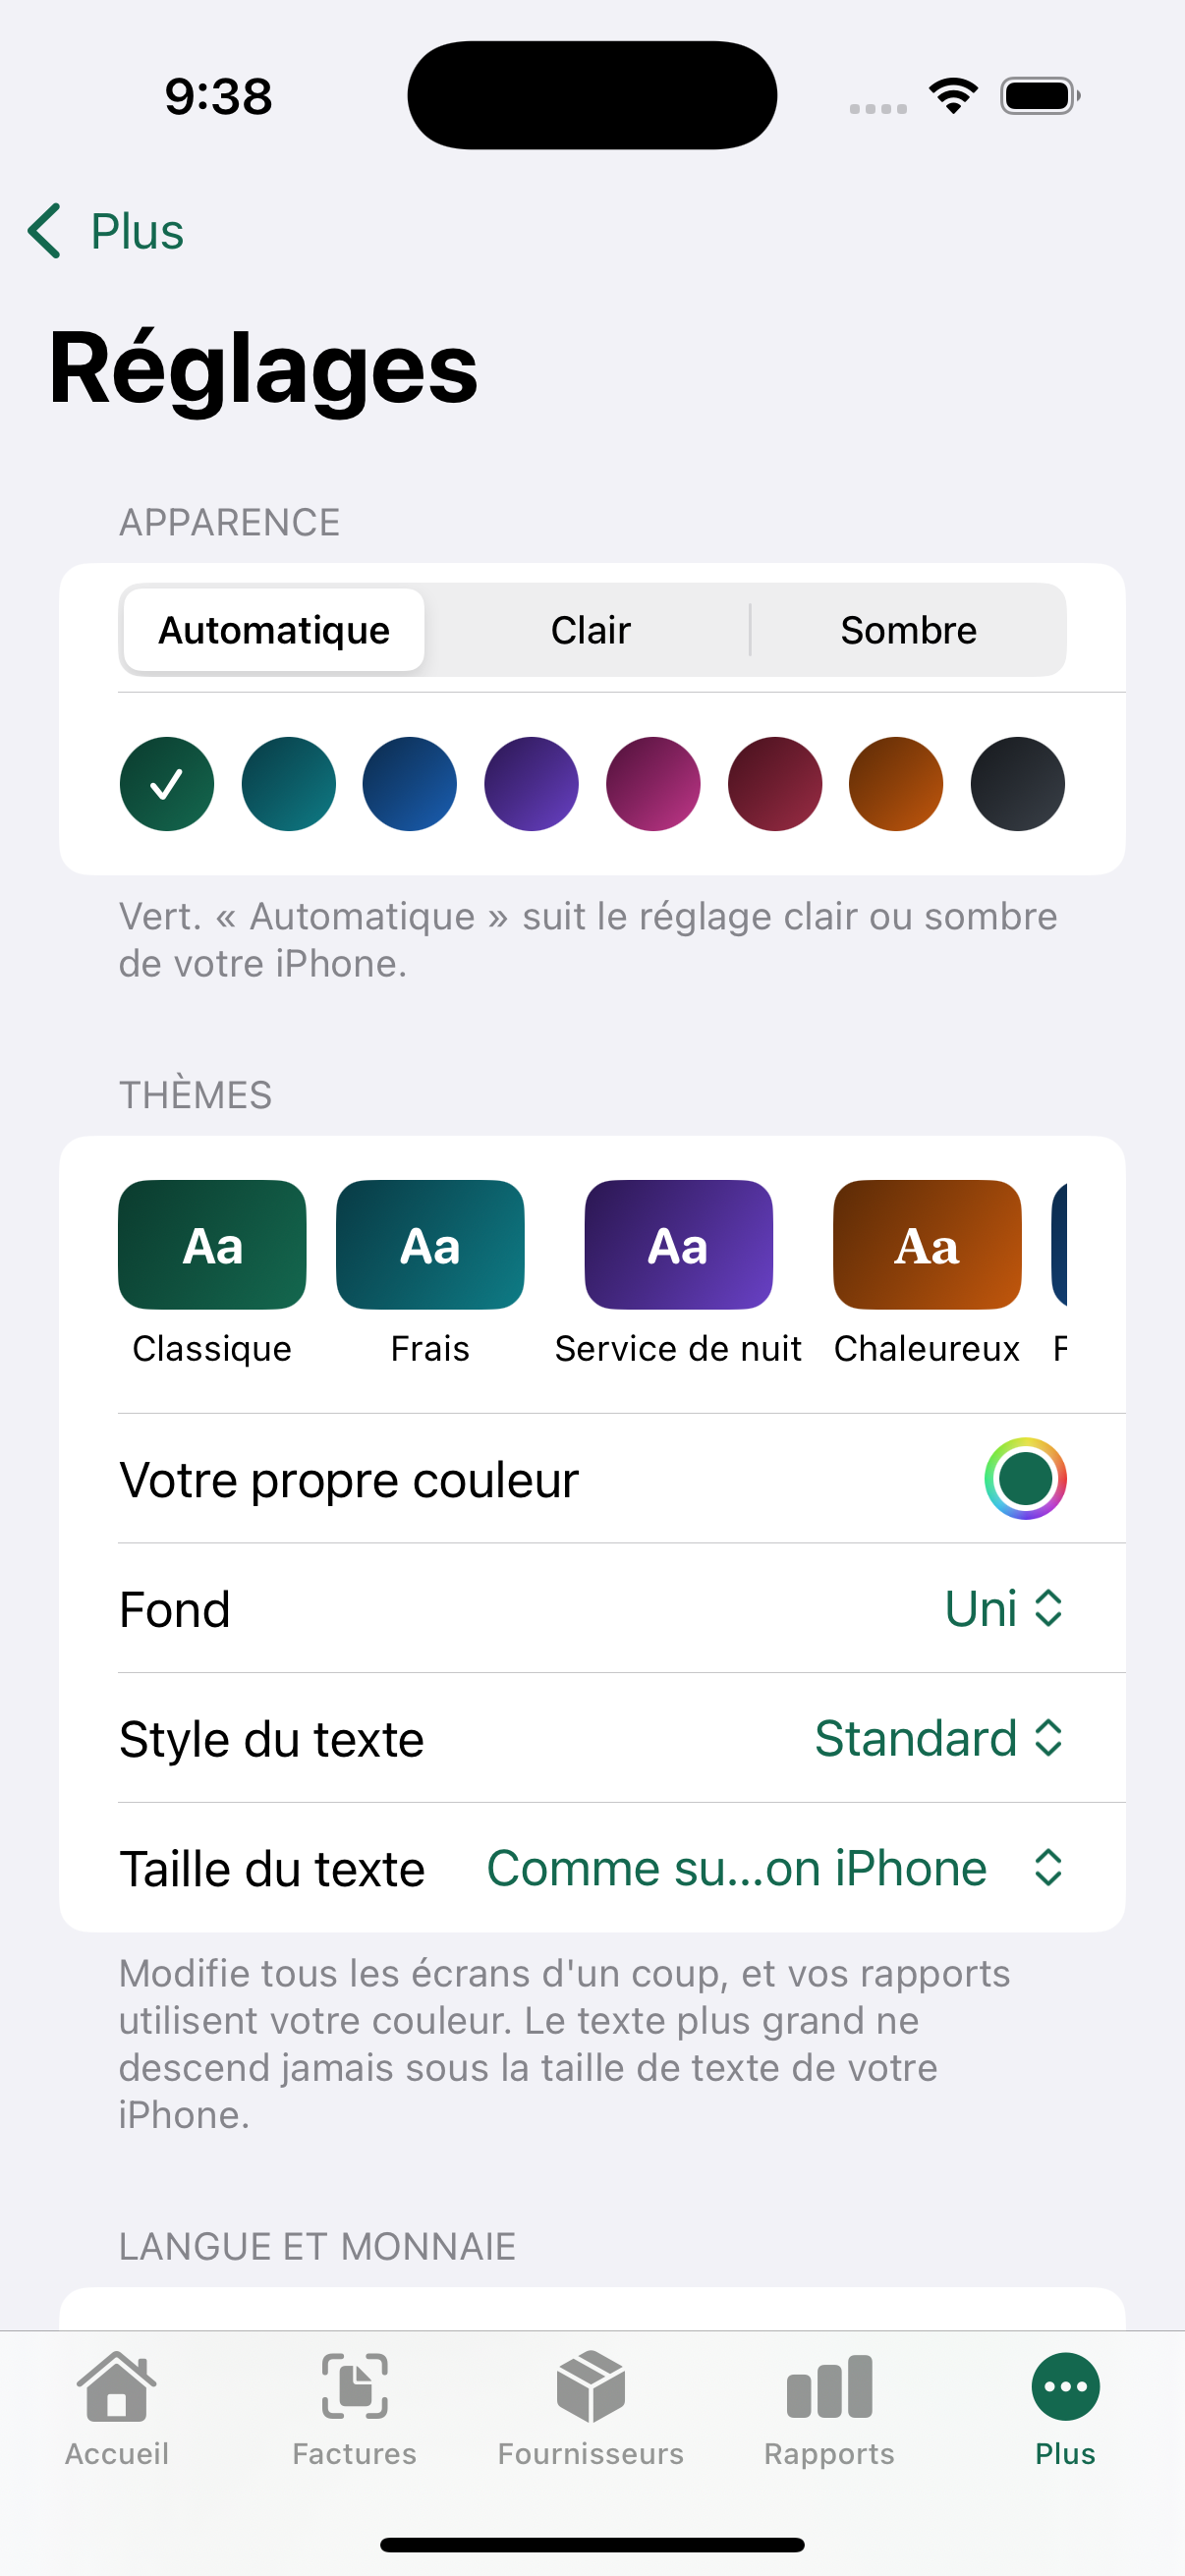 9:38
Plus
Réglages
APPARENCE
Automatique
Clair
Sombre
Vert. « Automatique » suit le réglage clair ou sombre
de votre iPhone.
THÈMES
Aa
Aa
Aa
Aa
Classique
Frais
Service de nuit
Chaleureux
F
Votre propre couleur
Fond
Uni
Style du texte
Standard
Taille du texte
Comme su...on iPhone
Modifie tous les écrans d'un coup, et vos rapports
utilisent votre couleur. Le texte plus grand ne
descend jamais sous la taille de texte de votre
iPhone.
LANGUE ET MONNAIE
Accueil
Factures
Fournisseurs
Rapports
Plus